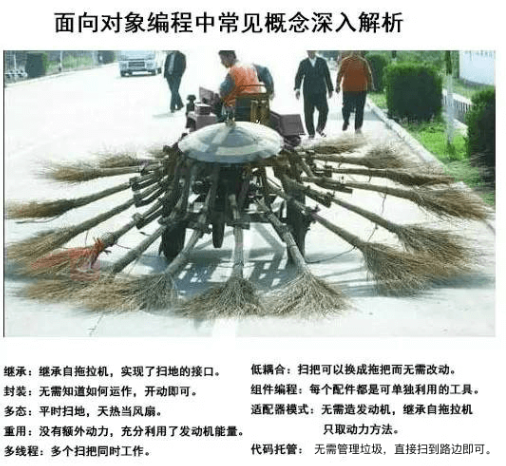 面向对象编程中常见概念深入解析
继承：继承自拖拉机，实现了扫地的接口。
封装：无需知道如何运作，开动即可。
多态：平时扫地，天热当风扇。
重用：没有额外动力，充分利用了发动机能量。
多线程：多个扫把同时工作。
低耦合：扫把可以换成拖把而无需改动。
组件编程：每个配件都是可单独利用的工具。
适配器模式：无需造发动机，继承自拖拉机
只取动力方法。
代码托管： 无需管理垃圾，直接扫到路边即可。